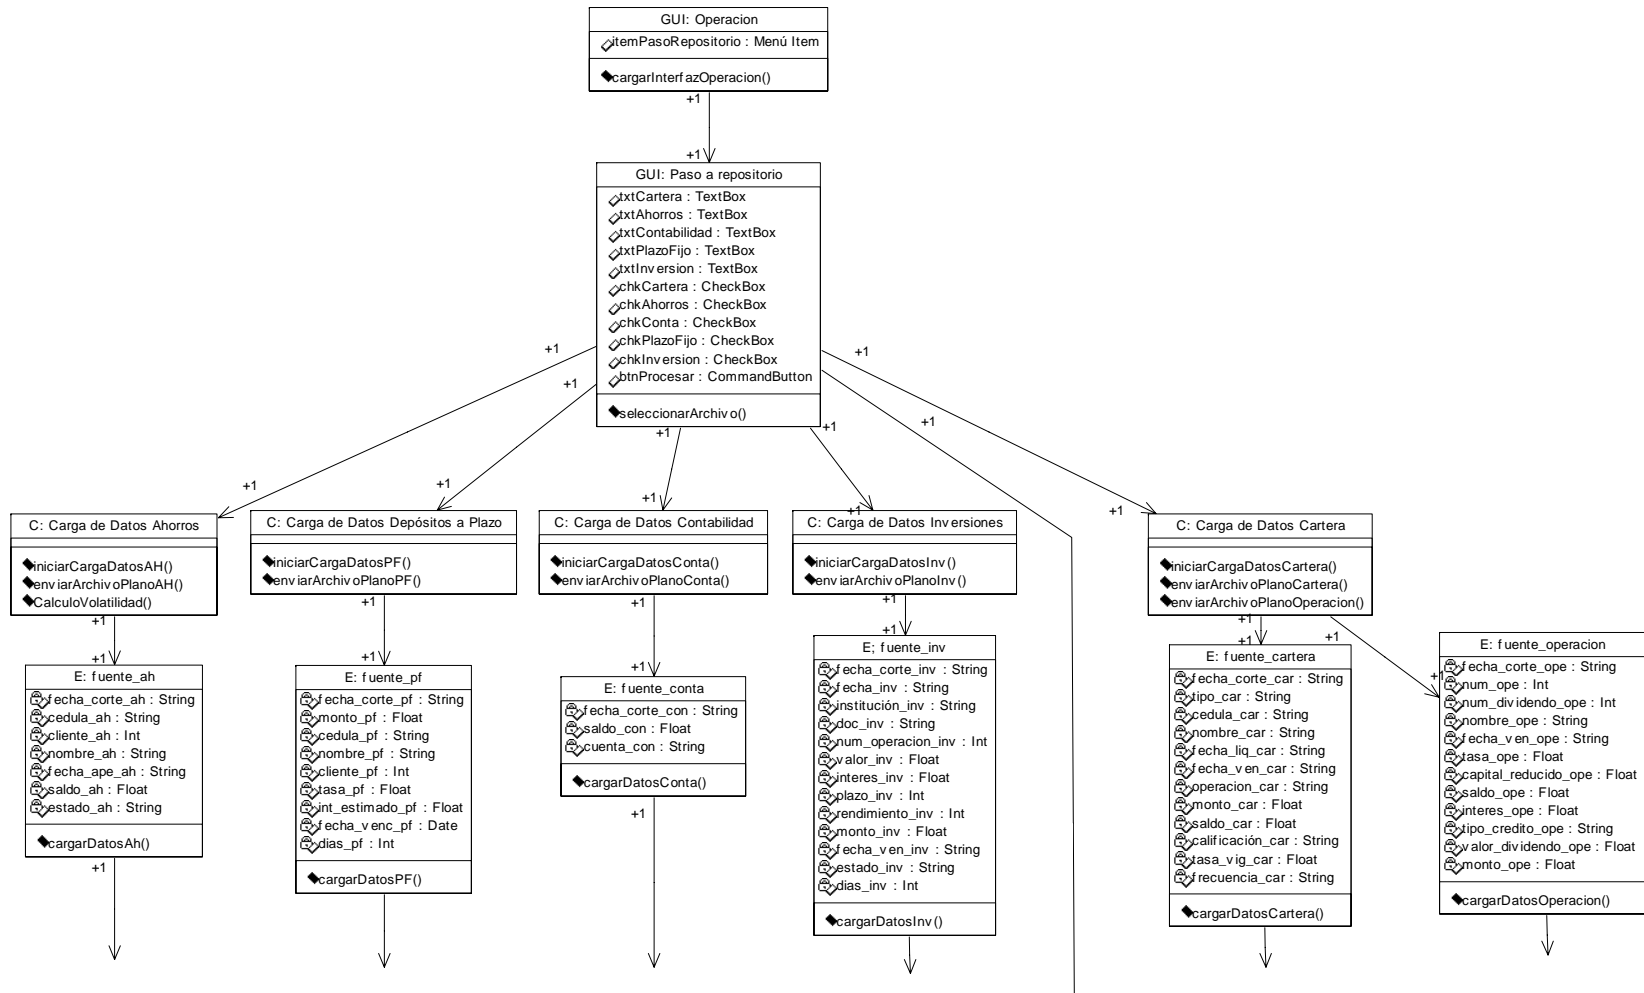 GUI: Operacion
itemPasoRepositorio : Menú Item
cargarInterfazOperacion()
+1
+1
GUI: Paso a repositorio
txtCartera : TextBox
txtAhorros : TextBox
txtContabilidad : TextBox
txtPlazoFijo : TextBox
txtInversion : TextBox
chkCartera : CheckBox
chkAhorros : CheckBox
chkConta : CheckBox
chkPlazoFijo : CheckBox
chkInversion : CheckBox
btnProcesar : CommandButton
seleccionarArchivo()
+1
+1
+1
+1
+1
+1
+1
+1
+1
+1
+1
C: Carga de Datos Ahorros
iniciarCargaDatosAH()
enviarArchivoPlanoAH()
CalculoVolatilidad()
+1
+1
C: Carga de Datos Depósitos a Plazo
iniciarCargaDatosPF()
enviarArchivoPlanoPF()
+1
+1
C: Carga de Datos Contabilidad
iniciarCargaDatosConta()
enviarArchivoPlanoConta()
+1
+1
C: Carga de Datos Inversiones
iniciarCargaDatosInv()
enviarArchivoPlanoInv()
+1
+1
C: Carga de Datos Cartera
iniciarCargaDatosCartera()
enviarArchivoPlanoCartera()
enviarArchivoPlanoOperacion()
+1
+1
+1
+1
E: fuente_ah
fecha_corte_ah : String
cedula_ah : String
cliente_ah : Int
nombre_ah : String
fecha_ape_ah : String
saldo_ah : Float
estado_ah : String
cargarDatosAh()
+1
E: fuente_pf
fecha_corte_pf : String
monto_pf : Float
cedula_pf : String
nombre_pf : String
cliente_pf : Int
tasa_pf : Float
int_estimado_pf : Float
fecha_venc_pf : Date
dias_pf : Int
cargarDatosPF()
E: fuente_conta
fecha_corte_con : String
saldo_con : Float
cuenta_con : String
cargarDatosConta()
+1
E; fuente_inv
fecha_corte_inv : String
fecha_inv : String
institución_inv : String
doc_inv : String
num_operacion_inv : Int
valor_inv : Float
interes_inv : Float
plazo_inv : Int
rendimiento_inv : Int
monto_inv : Float
fecha_ven_inv : String
estado_inv : String
dias_inv : Int
cargarDatosInv()
E: fuente_cartera
fecha_corte_car : String
tipo_car : String
cedula_car : String
nombre_car : String
fecha_liq_car : String
fecha_ven_car : String
operacion_car : String
monto_car : Float
saldo_car : Float
calificación_car : String
tasa_vig_car : Float
frecuencia_car : String
cargarDatosCartera()
E: fuente_operacion
fecha_corte_ope : String
num_ope : Int
num_dividendo_ope : Int
nombre_ope : String
fecha_ven_ope : String
tasa_ope : Float
capital_reducido_ope : Float
saldo_ope : Float
interes_ope : Float
tipo_credito_ope : String
valor_dividendo_ope : Float
monto_ope : Float
cargarDatosOperacion()